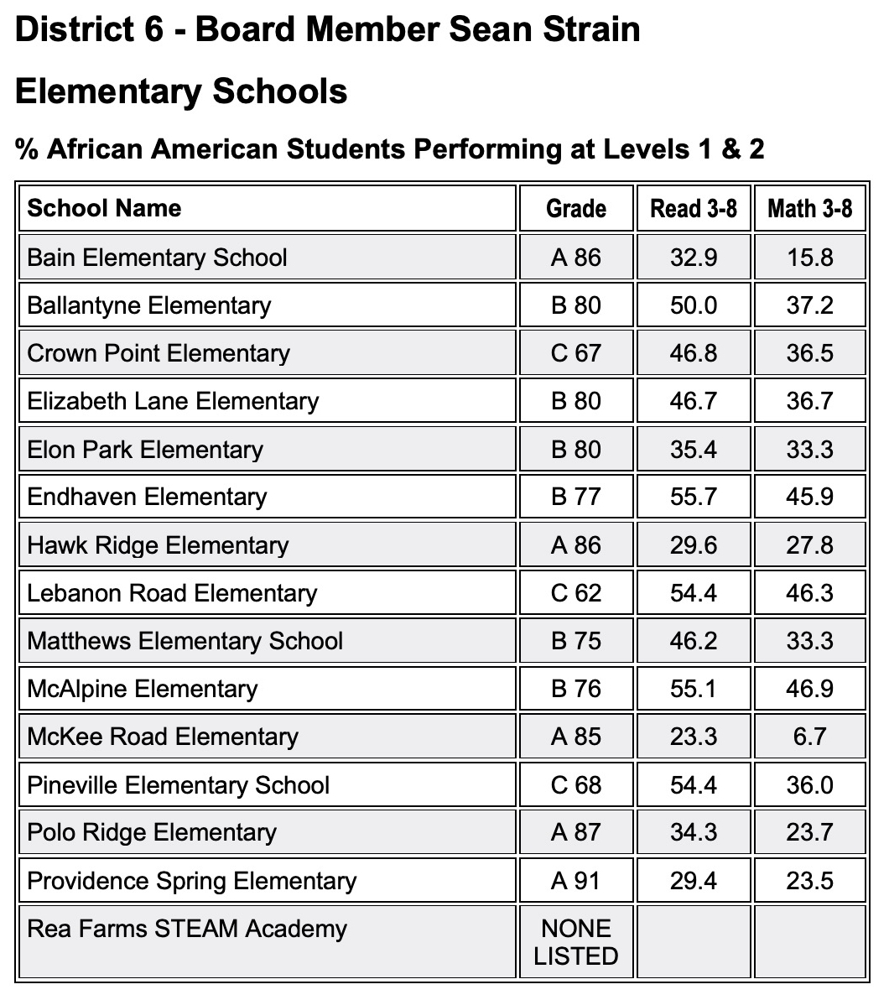 District 6 - Board Member Sean Strain
Elementary Schools
% African American Students Performing at Levels 1 & 2
School Name Grade Read 3-8 Math 3-8
Bain Elementary School A 86 32.9 15.8
Ballantyne Elementary B 80 50.0 37.2
Crown Point Elementary C 67 46.8 36.5
Elizabeth Lane Elementary B 80 46.7 36.7
Elon Park Elementary B 80 35.4 33.3
Endhaven Elementary B 77 55.7 45.9
Hawk Ridge Elementary A 86 29.6 27.8
Lebanon Road Elementary C 62 54.4 46.3
Matthews Elementary School B 75 46.2 33.3
McAlpine Elementary B 76 55.1 46.9
McKee Road Elementary A 85 23.3 6.7
Pineville Elementary School C 68 54.4 36.0
Polo Ridge Elementary A 87 34.3 23.7
Providence Spring Elementary A 91 29.4 23.5
Rea Farms STEAM Academy NONE
LISTED